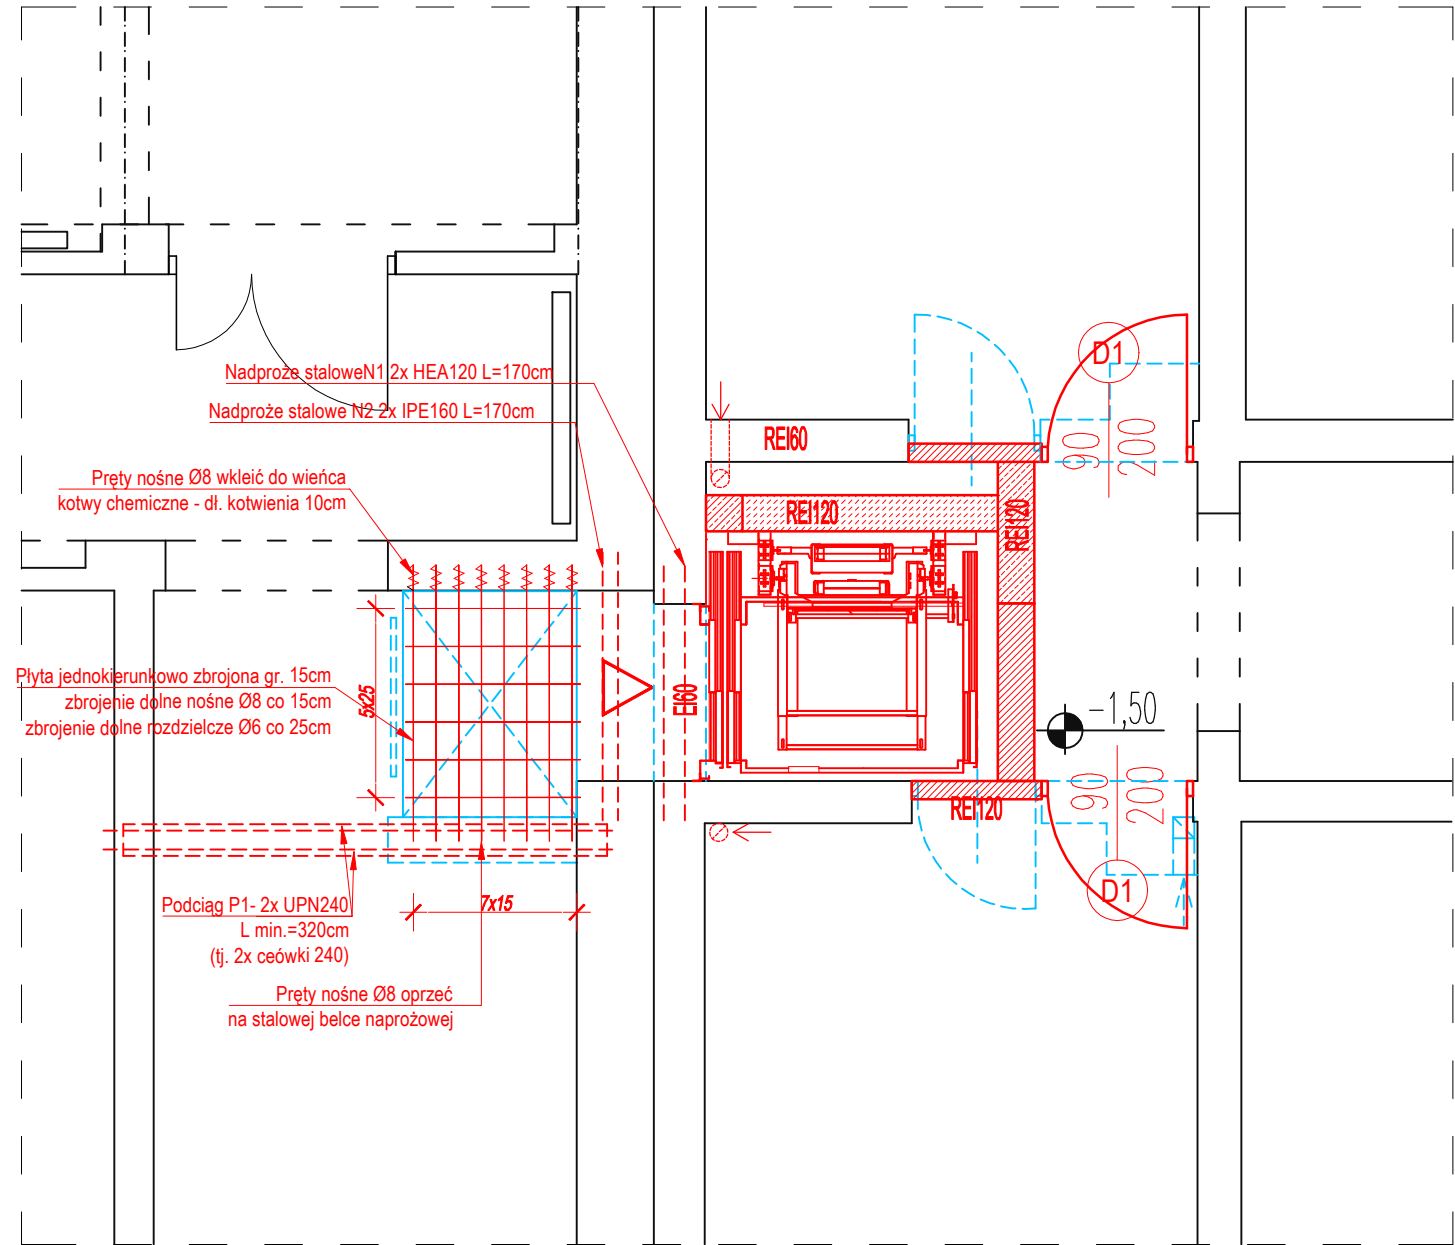 Nadproże staloweN1 2x HEA120 L=170cm
Nadproże stalowe N2 2x IPE160 L=170cm
Pręty nośne Ø8 wkleić do wieńca
kotwy chemiczne - dł. kotwienia 10cm
Płyta jednokierunkowo zbrojona gr. 15cm
zbrojenie dolne nośne Ø8 co 15cm
zbrojenie dolne rozdzielcze Ø6 co 25cm
5x25
7x15
Podciąg P1- 2x UPN240
L min.=320cm
(tj. 2x ceówki 240)
Pręty nośne Ø8 oprzeć
na stalowej belce naprożowej
REI60
REI120
REI120
EI60
REI120
D1
90
200
-1,50
90
200
D1